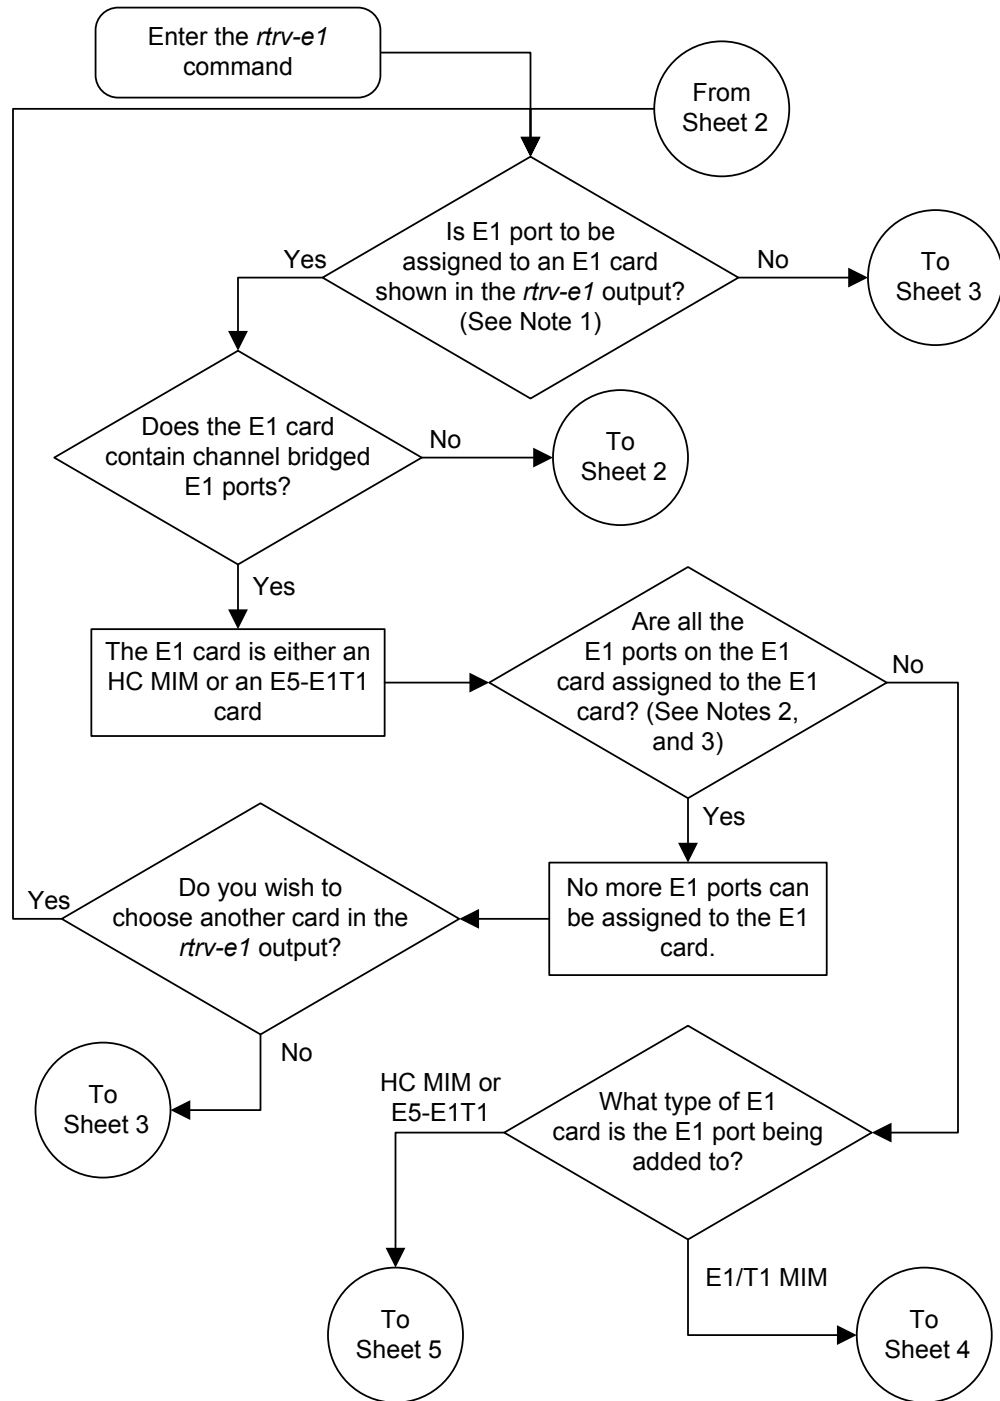 Enter the rtrv-e1
command
From
Sheet 2
Is E1 port to be
assigned to an E1 card
shown in the rtrv-e1 output?
(See Note 1)
Yes
No
To
Sheet 3
Does the E1 card
contain channel bridged
E1 ports?
No
To
Sheet 2
Yes
The E1 card is either an
HC MIM or an E5-E1T1
card
Are all the
E1 ports on the E1
card assigned to the E1
card? (See Notes 2,
and 3)
No
Yes
No more E1 ports can
be assigned to the E1
card.
Do you wish to
choose another card in the
rtrv-e1 output?
Yes
No
To
Sheet 3
What type of E1
card is the E1 port being
added to?
HC MIM or
E5-E1T1
E1/T1 MIM
To
Sheet 5
To
Sheet 4